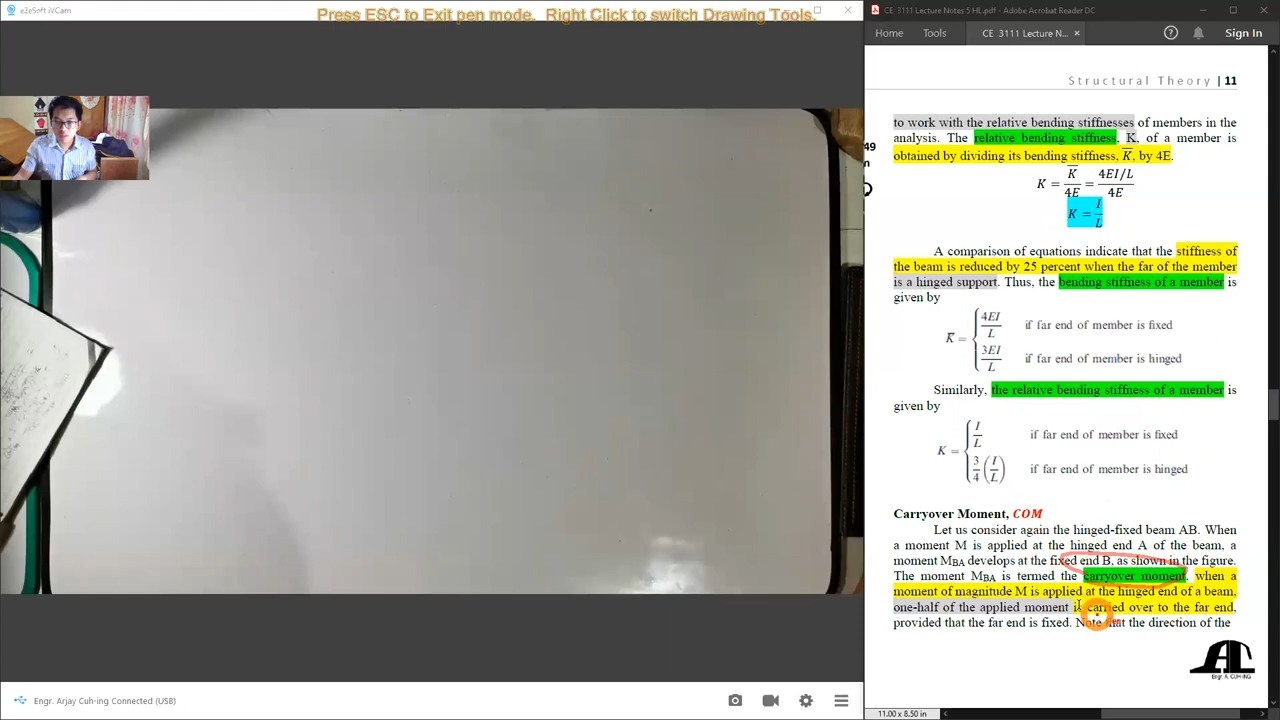 e2eSoft iVCam
Press ESC to Exit pen mode. Right Click to switch Drawing Tools.
CE 3111 Lecture Notes 5 HL.pdf - Adobe Acrobat Reader DC
Home Tools CE 3111 Lecture N... × Sign In
Structural Theory | 11
to work with the relative bending stiffnesses of members in the
analysis. The relative bending stiffness, K, of a member is
obtained by dividing its bending stiffness, K̅, by 4E.
K = K̅/4E = (4EI/L)/4E
K = I/L
A comparison of equations indicate that the stiffness of
the beam is reduced by 25 percent when the far of the member
is a hinged support. Thus, the bending stiffness of a member is
given by
K̅ = { 4EI/L if far end of member is fixed
3EI/L if far end of member is hinged
Similarly, the relative bending stiffness of a member is
given by
K = { I/L if far end of member is fixed
3/4 (I/L) if far end of member is hinged
Carryover Moment, COM
Let us consider again the hinged-fixed beam AB. When
a moment M is applied at the hinged end A of the beam, a
moment MBA develops at the fixed end B, as shown in the figure.
The moment MBA is termed the carryover moment. when a
moment of magnitude M is applied at the hinged end of a beam,
one-half of the applied moment is carried over to the far end,
provided that the far end is fixed. Note that the direction of the
AC
Engr. A. CUH-ING
Engr. Arjay Cuh-ing Connected (USB)
11.00 x 8.50 in
49